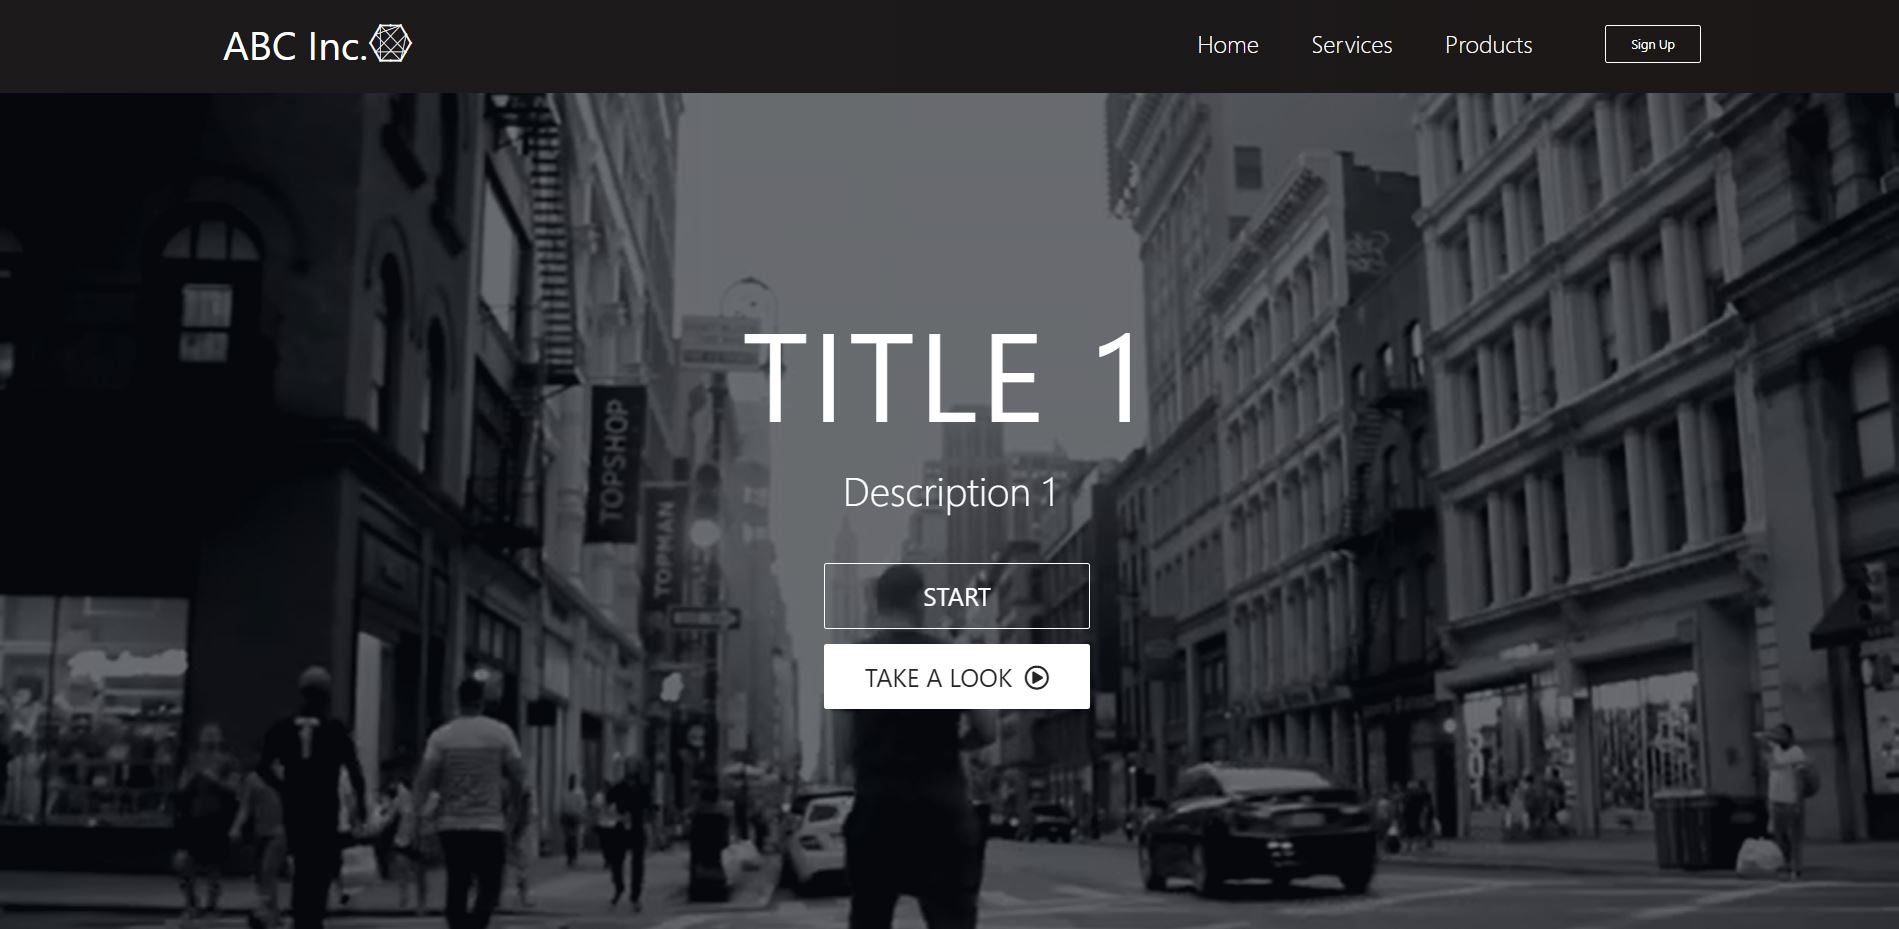 ABC Inc.
Home
Services
Products
Sign Up
TITLE 1
Description 1
START
TAKE A LOOK
TOPSHOP
TOPMAN